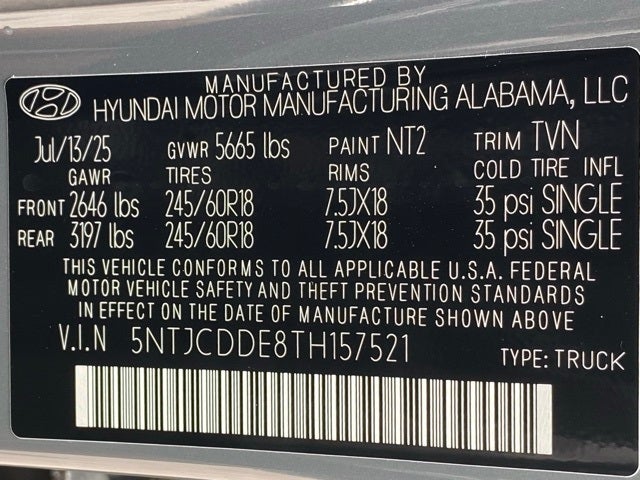 MANUFACTURED BY
HYUNDAI MOTOR MANUFACTURING ALABAMA, LLC
Jul/13/25 GVWR 5665 lbs PAINT NT2 TRIM TVN
GAWR TIRES RIMS COLD TIRE INFL
FRONT 2646 lbs 245/60R18 7.5JX18 35 psi SINGLE
REAR 3197 lbs 245/60R18 7.5JX18 35 psi SINGLE
THIS VEHICLE CONFORMS TO ALL APPLICABLE U.S.A. FEDERAL
MOTOR VEHICLE SAFETY AND THEFT PREVENTION STANDARDS
IN EFFECT ON THE DATE OF MANUFACTURE SHOWN ABOVE
V.I.N 5NTJCDDE8TH157521 TYPE: TRUCK